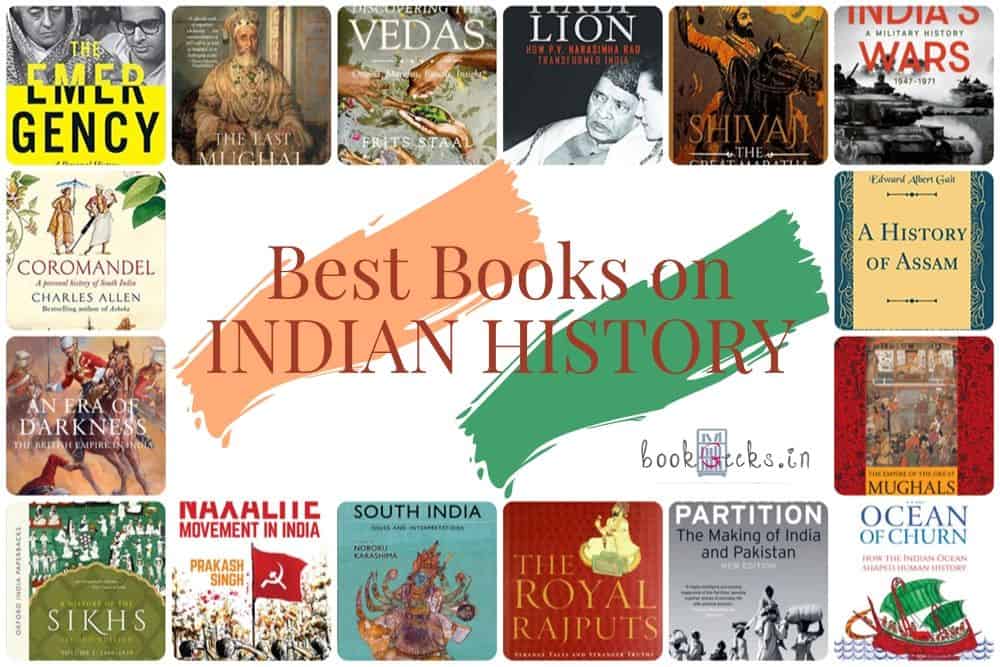 THE
EMER
GENCY
A Personal History
THE LAST
MUGHAL
DISCOVERING THE
VEDAS
Origins, Mantras, Rituals, Insights
FRITS STAAL
HALF
LION
HOW P.V. NARASIMHA RAO
TRANSFORMED INDIA
SHIVAJI
THE
GREAT MARATHA
INDIA'S
A MILITARY HISTORY
WARS
1947-1971
COROMANDEL
A personal history of South India
CHARLES ALLEN
Bestselling author of Ashoka
Best Books on
INDIAN HISTORY
bookGeeks.in
Edward Albert Gait
A HISTORY
OF ASSAM
AN ERA OF
DARKNESS
THE BRITISH EMPIRE IN INDIA
THE EMPIRE OF THE GREAT
MUGHALS
OXFORD INDIA PAPERBACKS
A HISTORY OF THE
SIKHS
SECOND EDITION
VOLUME I: 1469-1839
NAXALITE
MOVEMENT IN INDIA
PRAKASH
SINGH
SOUTH INDIA
ISSUES AND INTERPRETATIONS
NOBORU
KARASHIMA
THE
ROYAL
RAJPUTS
STRANGE TALES AND STRANGER TRUTHS
PARTITION
The Making of India
and Pakistan
NEW EDITION
OCEAN
OF CHURN
HOW THE INDIAN OCEAN
SHAPED HUMAN HISTORY